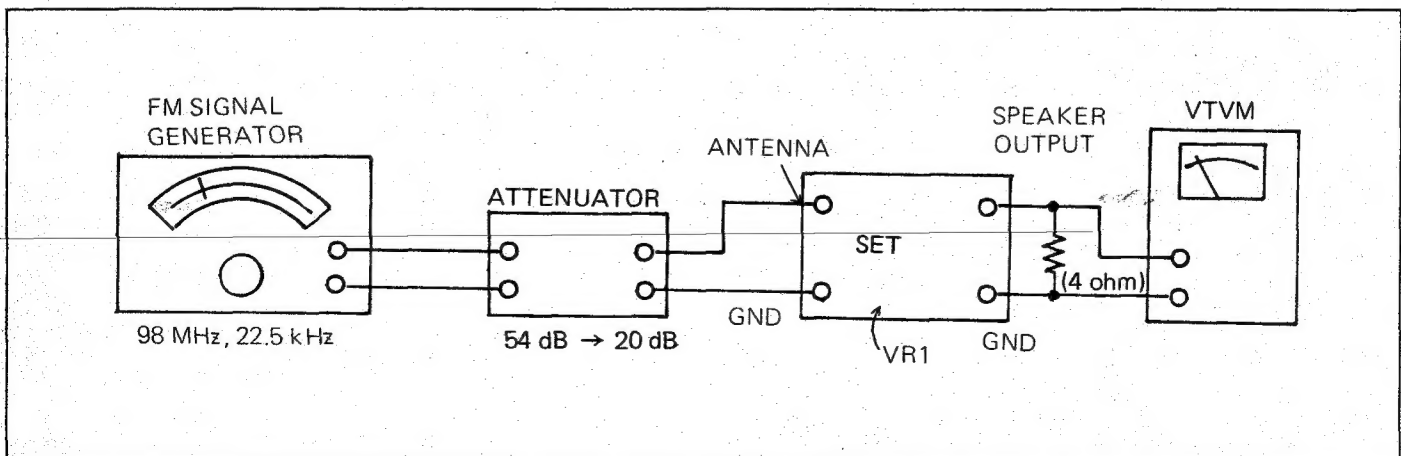 FM SIGNAL
GENERATOR
98 MHz, 22.5 kHz
ATTENUATOR
54 dB → 20 dB
ANTENNA
GND
SET
VR1
SPEAKER
OUTPUT
GND
(4 ohm)
VTVM